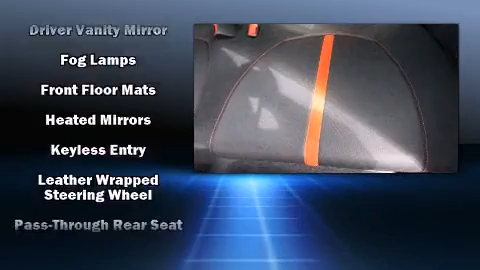 Driver Vanity Mirror
Fog Lamps
Front Floor Mats
Heated Mirrors
Keyless Entry
Leather Wrapped
Steering Wheel
Pass-Through Rear Seat